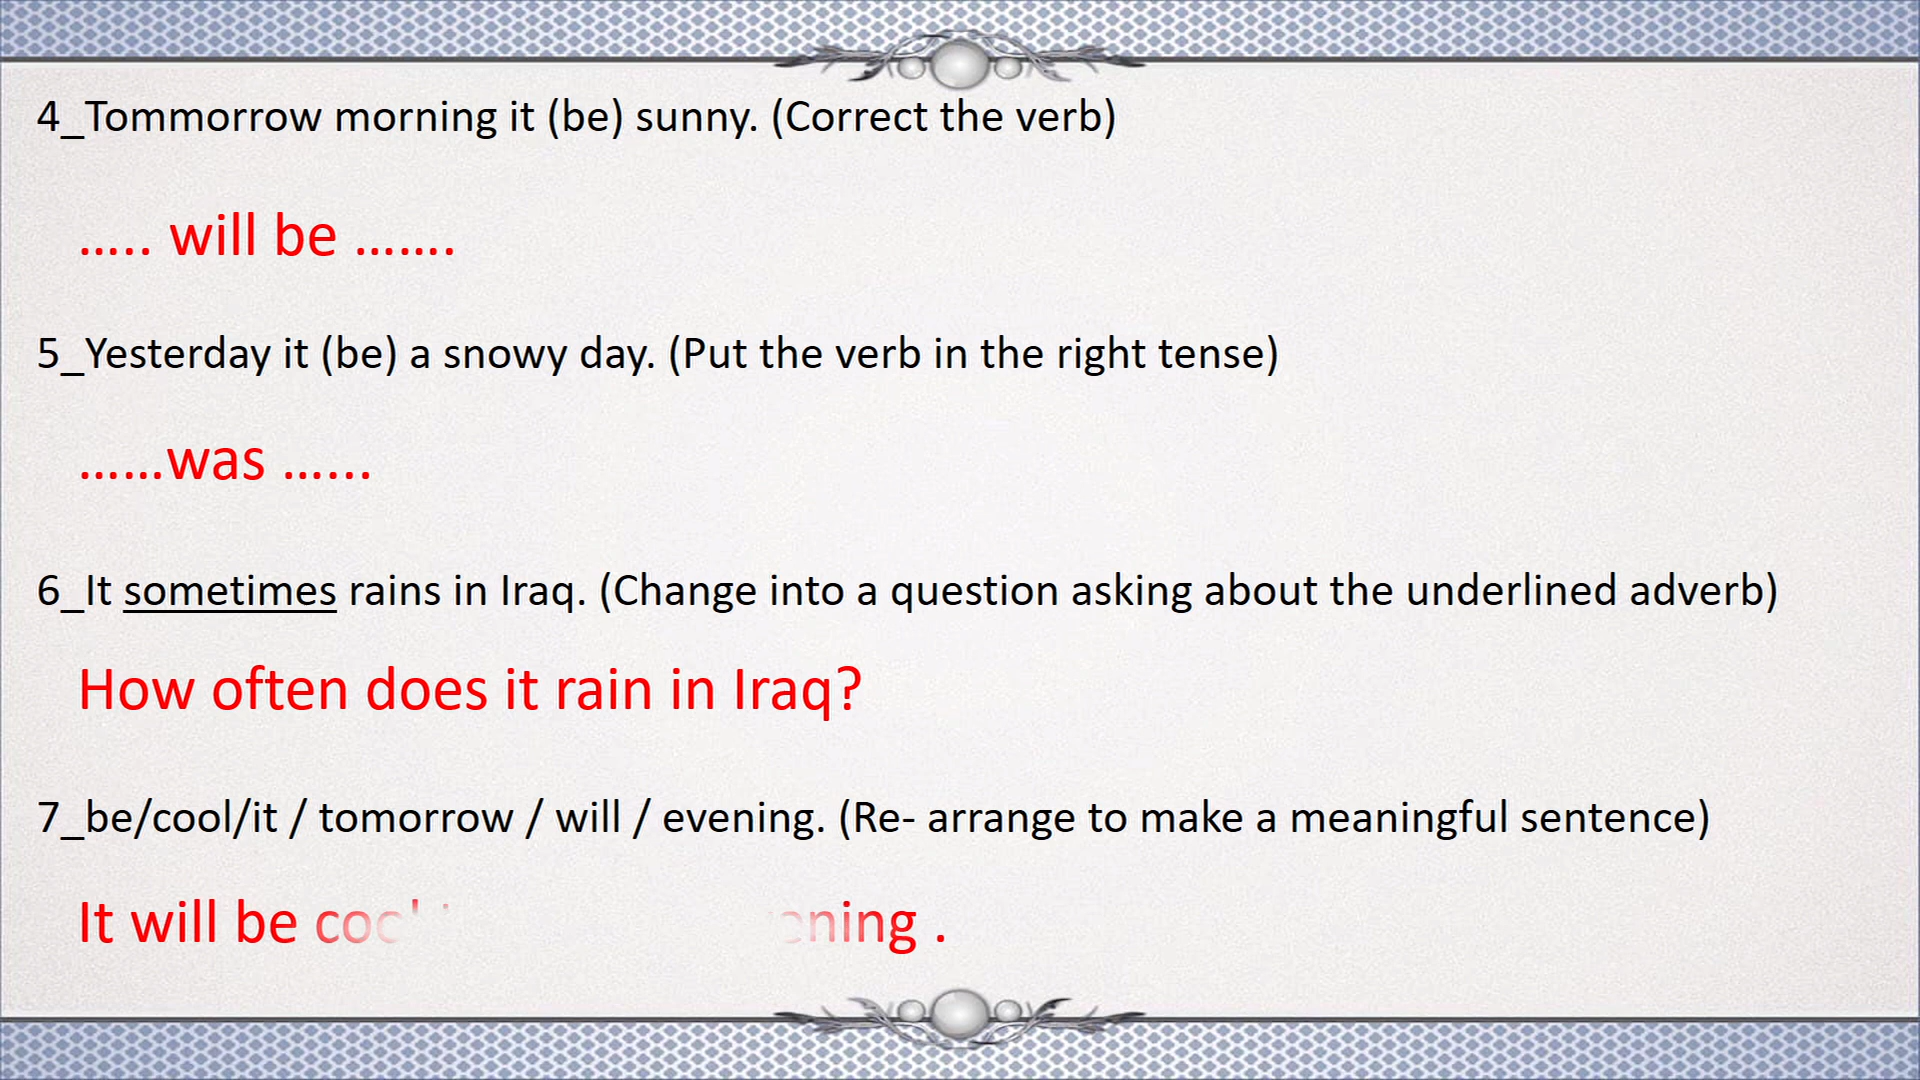 4_Tommorrow morning it (be) sunny. (Correct the verb)
..... will be .......
5_Yesterday it (be) a snowy day. (Put the verb in the right tense)
......was ......
6_It sometimes rains in Iraq. (Change into a question asking about the underlined adverb)
How often does it rain in Iraq?
7_be/cool/it / tomorrow / will / evening. (Re- arrange to make a meaningful sentence)
It will be .